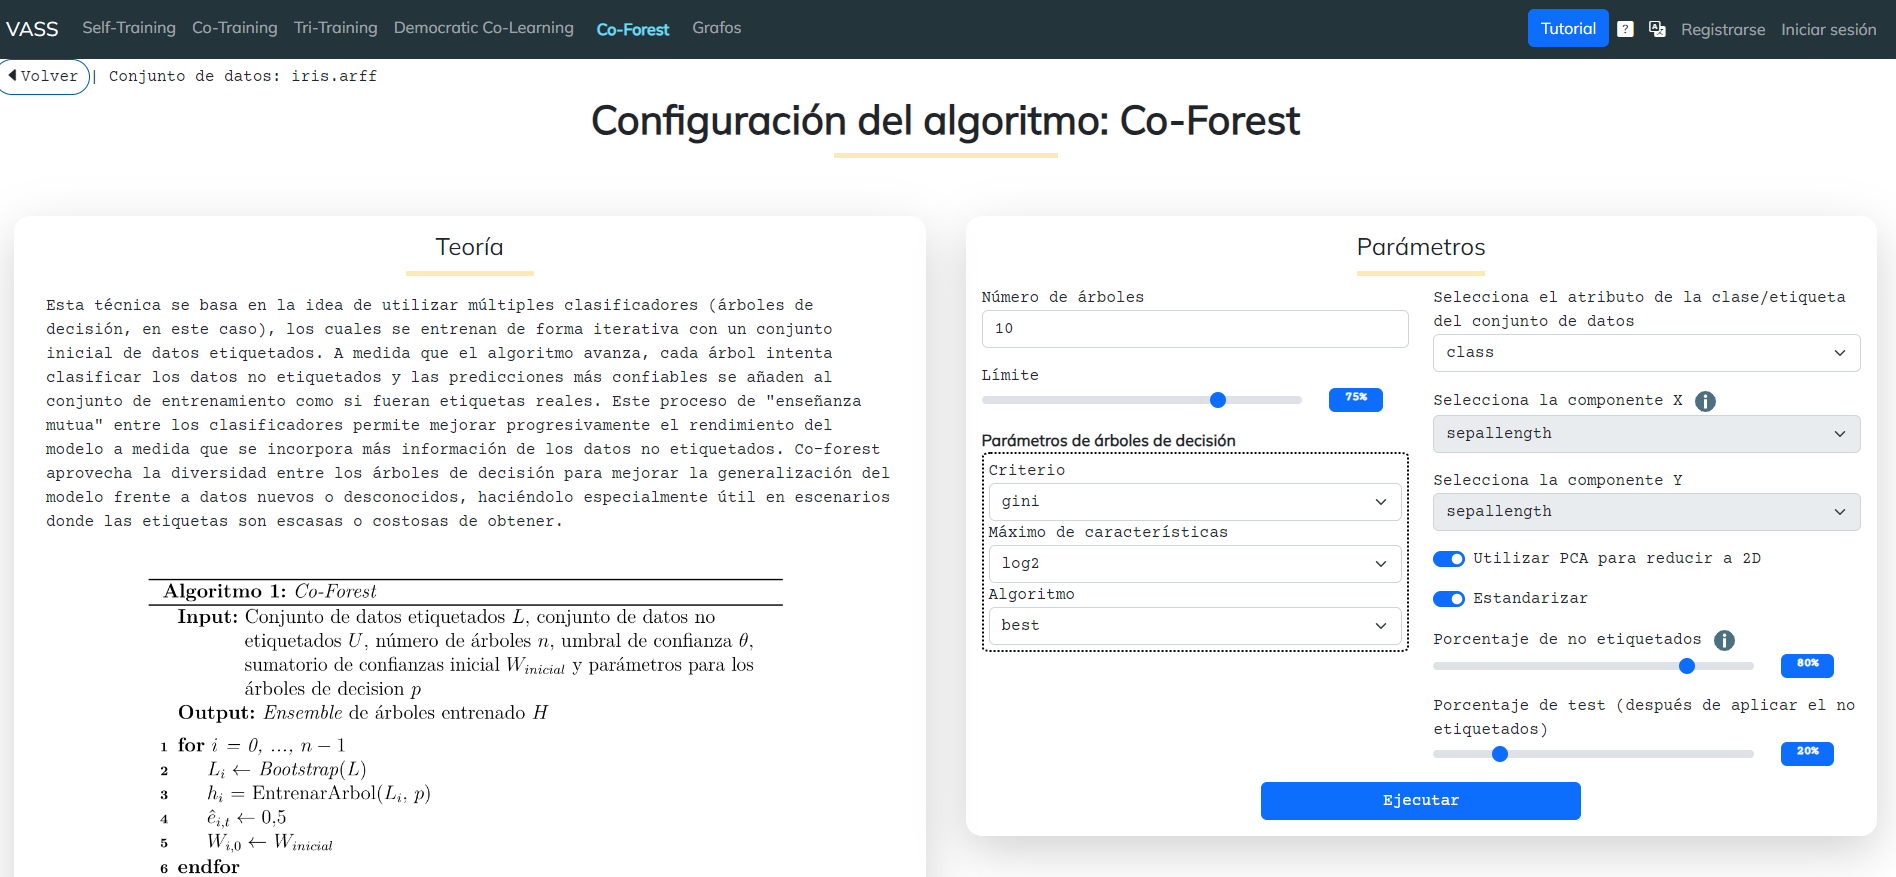 VASS Self-Training Co-Training Tri-Training Democratic Co-Learning Co-Forest Grafos Tutorial ? Registrarse Iniciar sesión
Volver | Conjunto de datos: iris.arff
Configuración del algoritmo: Co-Forest
Teoría
Esta técnica se basa en la idea de utilizar múltiples clasificadores (árboles de
decisión, en este caso), los cuales se entrenan de forma iterativa con un conjunto
inicial de datos etiquetados. A medida que el algoritmo avanza, cada árbol intenta
clasificar los datos no etiquetados y las predicciones más confiables se añaden al
conjunto de entrenamiento como si fueran etiquetas reales. Este proceso de "enseñanza
mutua" entre los clasificadores permite mejorar progresivamente el rendimiento del
modelo a medida que se incorpora más información de los datos no etiquetados. Co-forest
aprovecha la diversidad entre los árboles de decisión para mejorar la generalización del
modelo frente a datos nuevos o desconocidos, haciéndolo especialmente útil en escenarios
donde las etiquetas son escasas o costosas de obtener.
Algoritmo 1: Co-Forest
Input: Conjunto de datos etiquetados L, conjunto de datos no
etiquetados U, número de árboles n, umbral de confianza θ,
sumatorio de confianzas inicial W_inicial y parámetros para los
árboles de decision p
Output: Ensemble de árboles entrenado H
1 for i = 0, ..., n − 1
2 L_i ← Bootstrap(L)
3 h_i = EntrenarArbol(L_i, p)
4 ê_i,t ← 0,5
5 W_i,0 ← W_inicial
6 endfor
Parámetros
Número de árboles
10
Límite
75%
Parámetros de árboles de decisión
Criterio
gini
Máximo de características
log2
Algoritmo
best
Selecciona el atributo de la clase/etiqueta
del conjunto de datos
class
Selecciona la componente X i
sepallength
Selecciona la componente Y
sepallength
Utilizar PCA para reducir a 2D
Estandarizar
Porcentaje de no etiquetados i
80%
Porcentaje de test (después de aplicar el no
etiquetados)
20%
Ejecutar